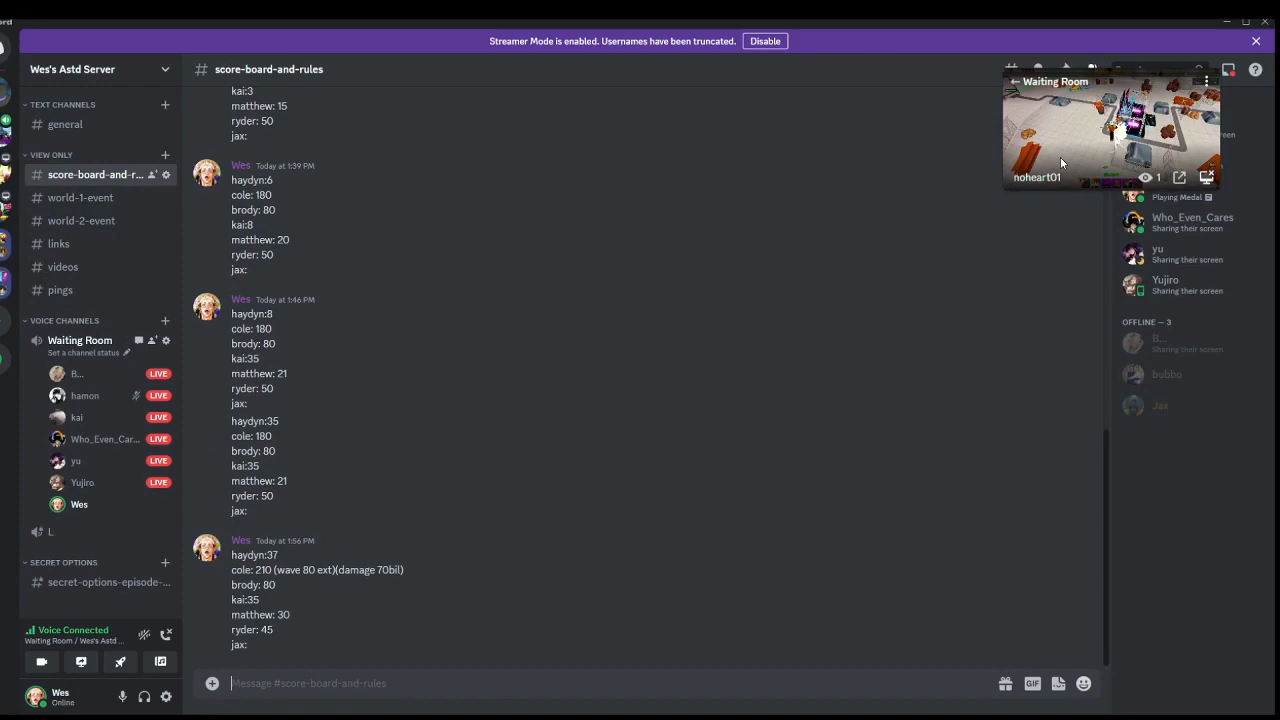 Streamer Mode is enabled. Usernames have been truncated.
Disable
Wes's Astd Server
TEXT CHANNELS
general
VIEW ONLY
score-board-and-r...
world-1-event
world-2-event
links
videos
pings
VOICE CHANNELS
Waiting Room
Set a channel status
B...
LIVE
hamon
LIVE
kai
LIVE
Who_Even_Car...
LIVE
yu
LIVE
Yujiro
LIVE
Wes
L
SECRET OPTIONS
secret-options-episode-...
Voice Connected
Waiting Room / Wes's Astd ...
Wes
Online
score-board-and-rules
kai:3
matthew: 15
ryder: 50
jax:
Wes Today at 1:39 PM
haydyn:6
cole: 180
brody: 80
kai:8
matthew: 20
ryder: 50
jax:
Wes Today at 1:46 PM
haydyn:8
cole: 180
brody: 80
kai:35
matthew: 21
ryder: 50
jax:
haydyn:35
cole: 180
brody: 80
kai:35
matthew: 21
ryder: 50
jax:
Wes Today at 1:56 PM
haydyn:37
cole: 210 (wave 80 ext)(damage 70bil)
brody: 80
kai:35
matthew: 30
ryder: 45
jax:
Message #score-board-and-rules
GIF
Waiting Room
noheart01
1
Playing Medal
Who_Even_Cares
Sharing their screen
yu
Sharing their screen
Yujiro
Sharing their screen
OFFLINE — 3
B...
Sharing their screen
bubbo
Jax